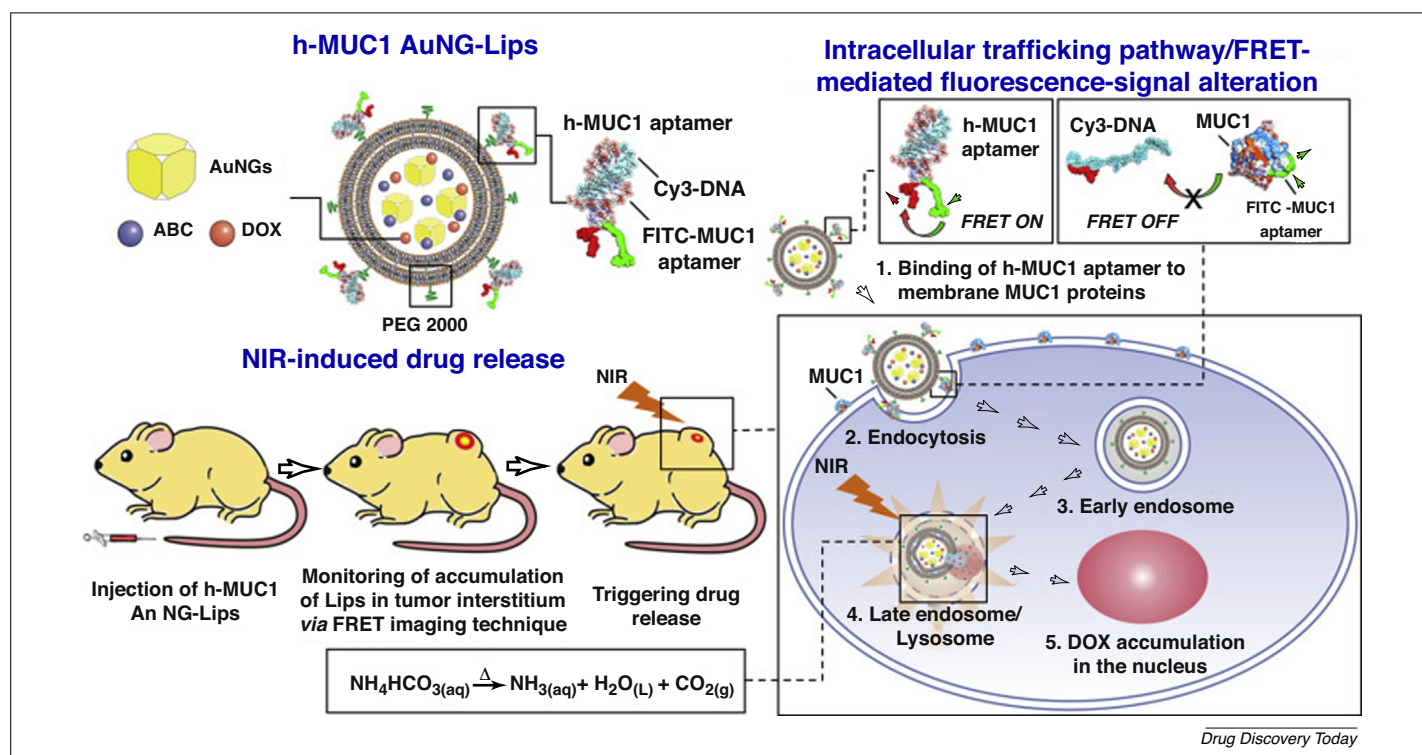 h-MUC1 AuNG-Lips
AuNGs
ABC
DOX
h-MUC1 aptamer
Cy3-DNA
FITC-MUC1
aptamer
PEG 2000
Intracellular trafficking pathway/FRET-
mediated fluorescence-signal alteration
h-MUC1
aptamer
FRET ON
Cy3-DNA
MUC1
FRET OFF
X
FITC -MUC1
aptamer
1. Binding of h-MUC1 aptamer to
membrane MUC1 proteins
MUC1
2. Endocytosis
3. Early endosome
NIR
4. Late endosome/
Lysosome
5. DOX accumulation
in the nucleus
NIR-induced drug release
NIR
Injection of h-MUC1
An NG-Lips
Monitoring of accumulation
of Lips in tumor interstitium
via FRET imaging technique
Triggering drug
release
NH4HCO3(aq) Δ→ NH3(aq) + H2O(L) + CO2(g)
Drug Discovery Today